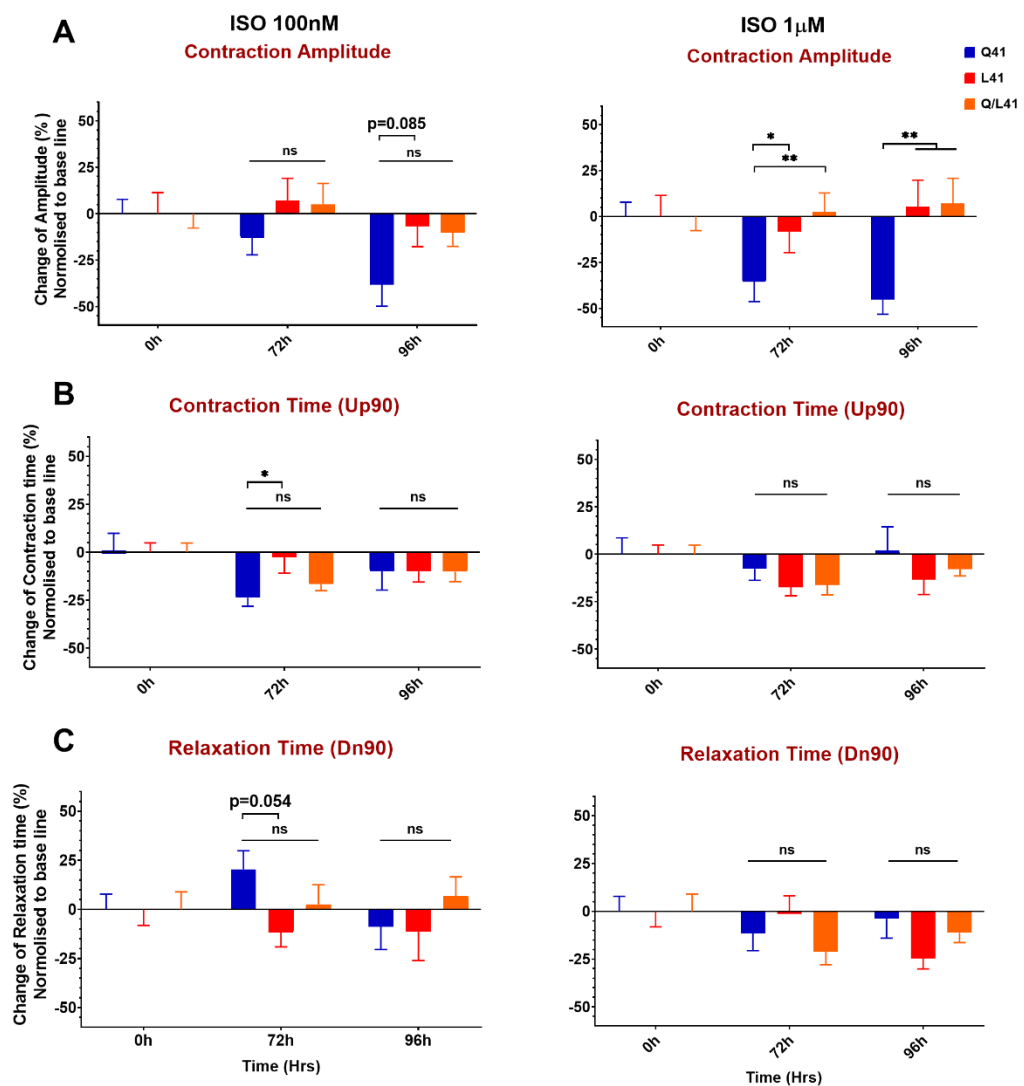 A
ISO 100nM
Contraction Amplitude
ISO 1µM
Contraction Amplitude
Q41
L41
Q/L41
Change of Amplitude (%)
Normolised to base line
50
25
0
-25
-50
ns
p=0.085
ns
0h
72h
96h
50
25
0
-25
-50
*
**
**
0h
72h
96h
B
Contraction Time (Up90)
Contraction Time (Up90)
Change of Contraction time (%)
Normolised to base line
50
25
0
-25
-50
*
ns
ns
0h
72h
96h
50
25
0
-25
-50
ns
ns
0h
72h
96h
C
Relaxation Time (Dn90)
Relaxation Time (Dn90)
Change of Relaxation time (%)
Normolised to base line
50
25
0
-25
-50
p=0.054
ns
ns
0h
72h
96h
Time (Hrs)
50
25
0
-25
-50
ns
ns
0h
72h
96h
Time (Hrs)